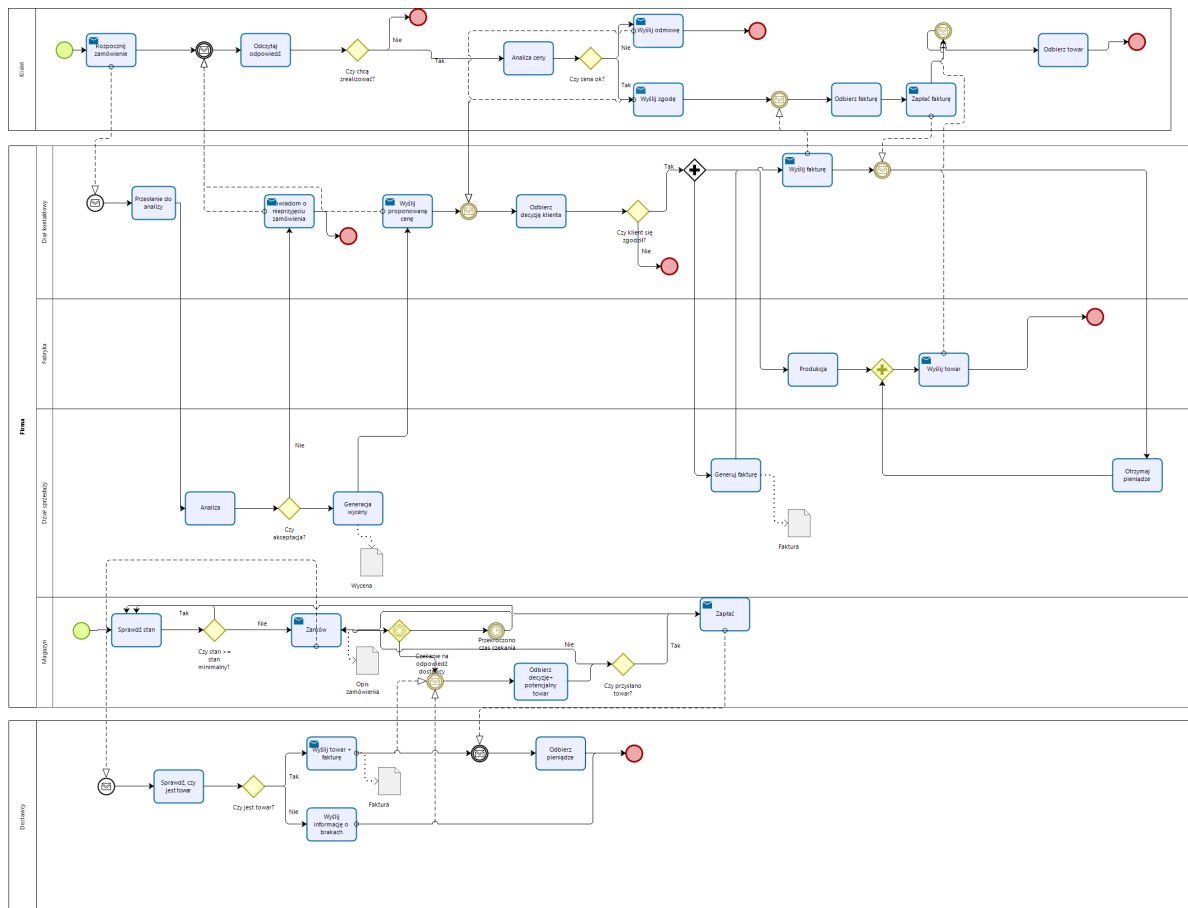 Klient
Rozpocznij
zamówienie
Odczytaj
odpowiedź
Czy chcą
zrealizować?
Nie
Tak
Analiza ceny
Czy cena ok?
Nie
Tak
Wyślij odmowę
Wyślij zgodę
Odbierz fakturę
Zapłać fakturę
Odbierz towar
Firma
Dział kontaktowy
Przesłanie do
analizy
nieprzyjęciu
zamówienia
Wyślij
proponowaną
cenę
Odbierz
decyzję klienta
Czy klient się
zgodził?
Tak
Nie
Wyślij fakturę
Fabryka
Produkcja
Wyślij towar
Dział sprzedaży
Analiza
Czy
akceptacja?
Nie
Generacja
wyceny
Wycena
Generuj fakturę
Faktura
Otrzymaj
pieniądze
Magazyn
Sprawdź stan
Tak
Czy stan >=
stan
minimalny?
Nie
Zamów
Opis
zamówienia
Czekanie na
odpowiedź
dostawcy
Przekroczono
czas czekania
Odbierz
decyzję+
potencjalny
towar
Nie
Czy przysłano
towar?
Tak
Zapłać
Dostawcy
Sprawdź, czy
jest towar
Czy jest towar?
Tak
Nie
Wyślij towar +
fakturę
Faktura
Wyślij
informację o
brakach
Odbierz
pieniądze